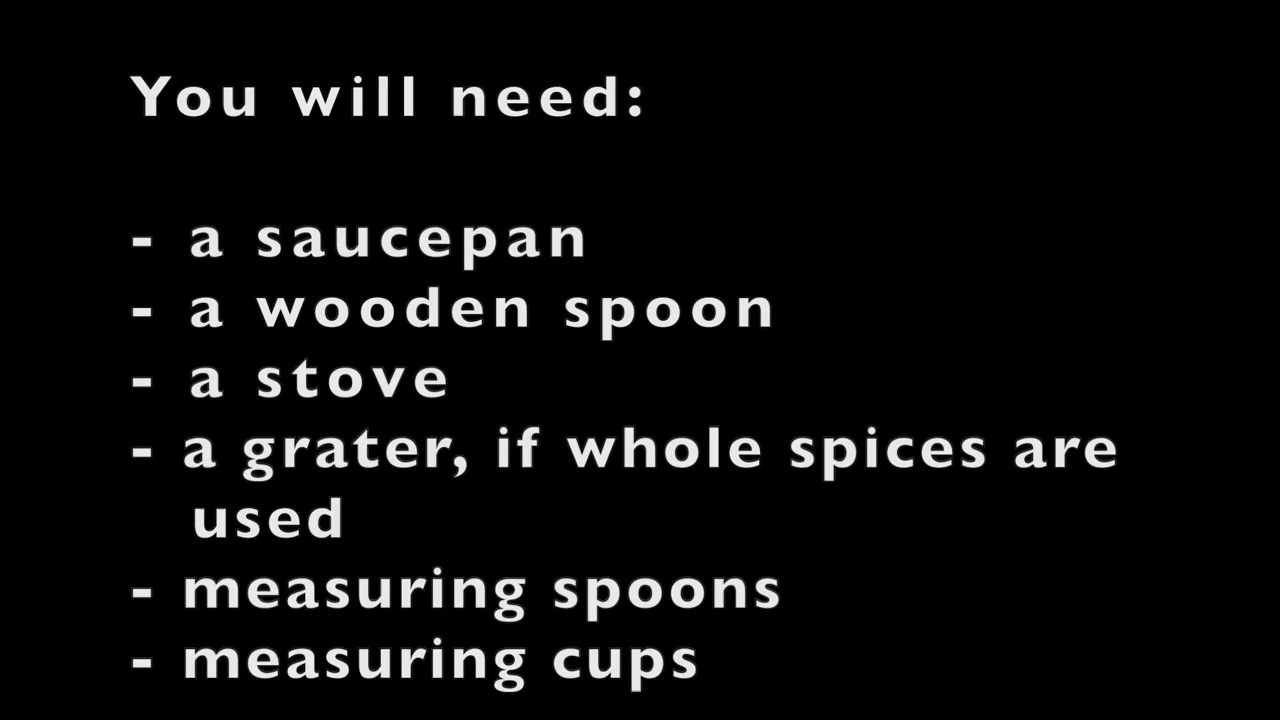 You will need:
- a saucepan
- a wooden spoon
- a stove
- a grater, if whole spices are
used
- measuring spoons
- measuring cups